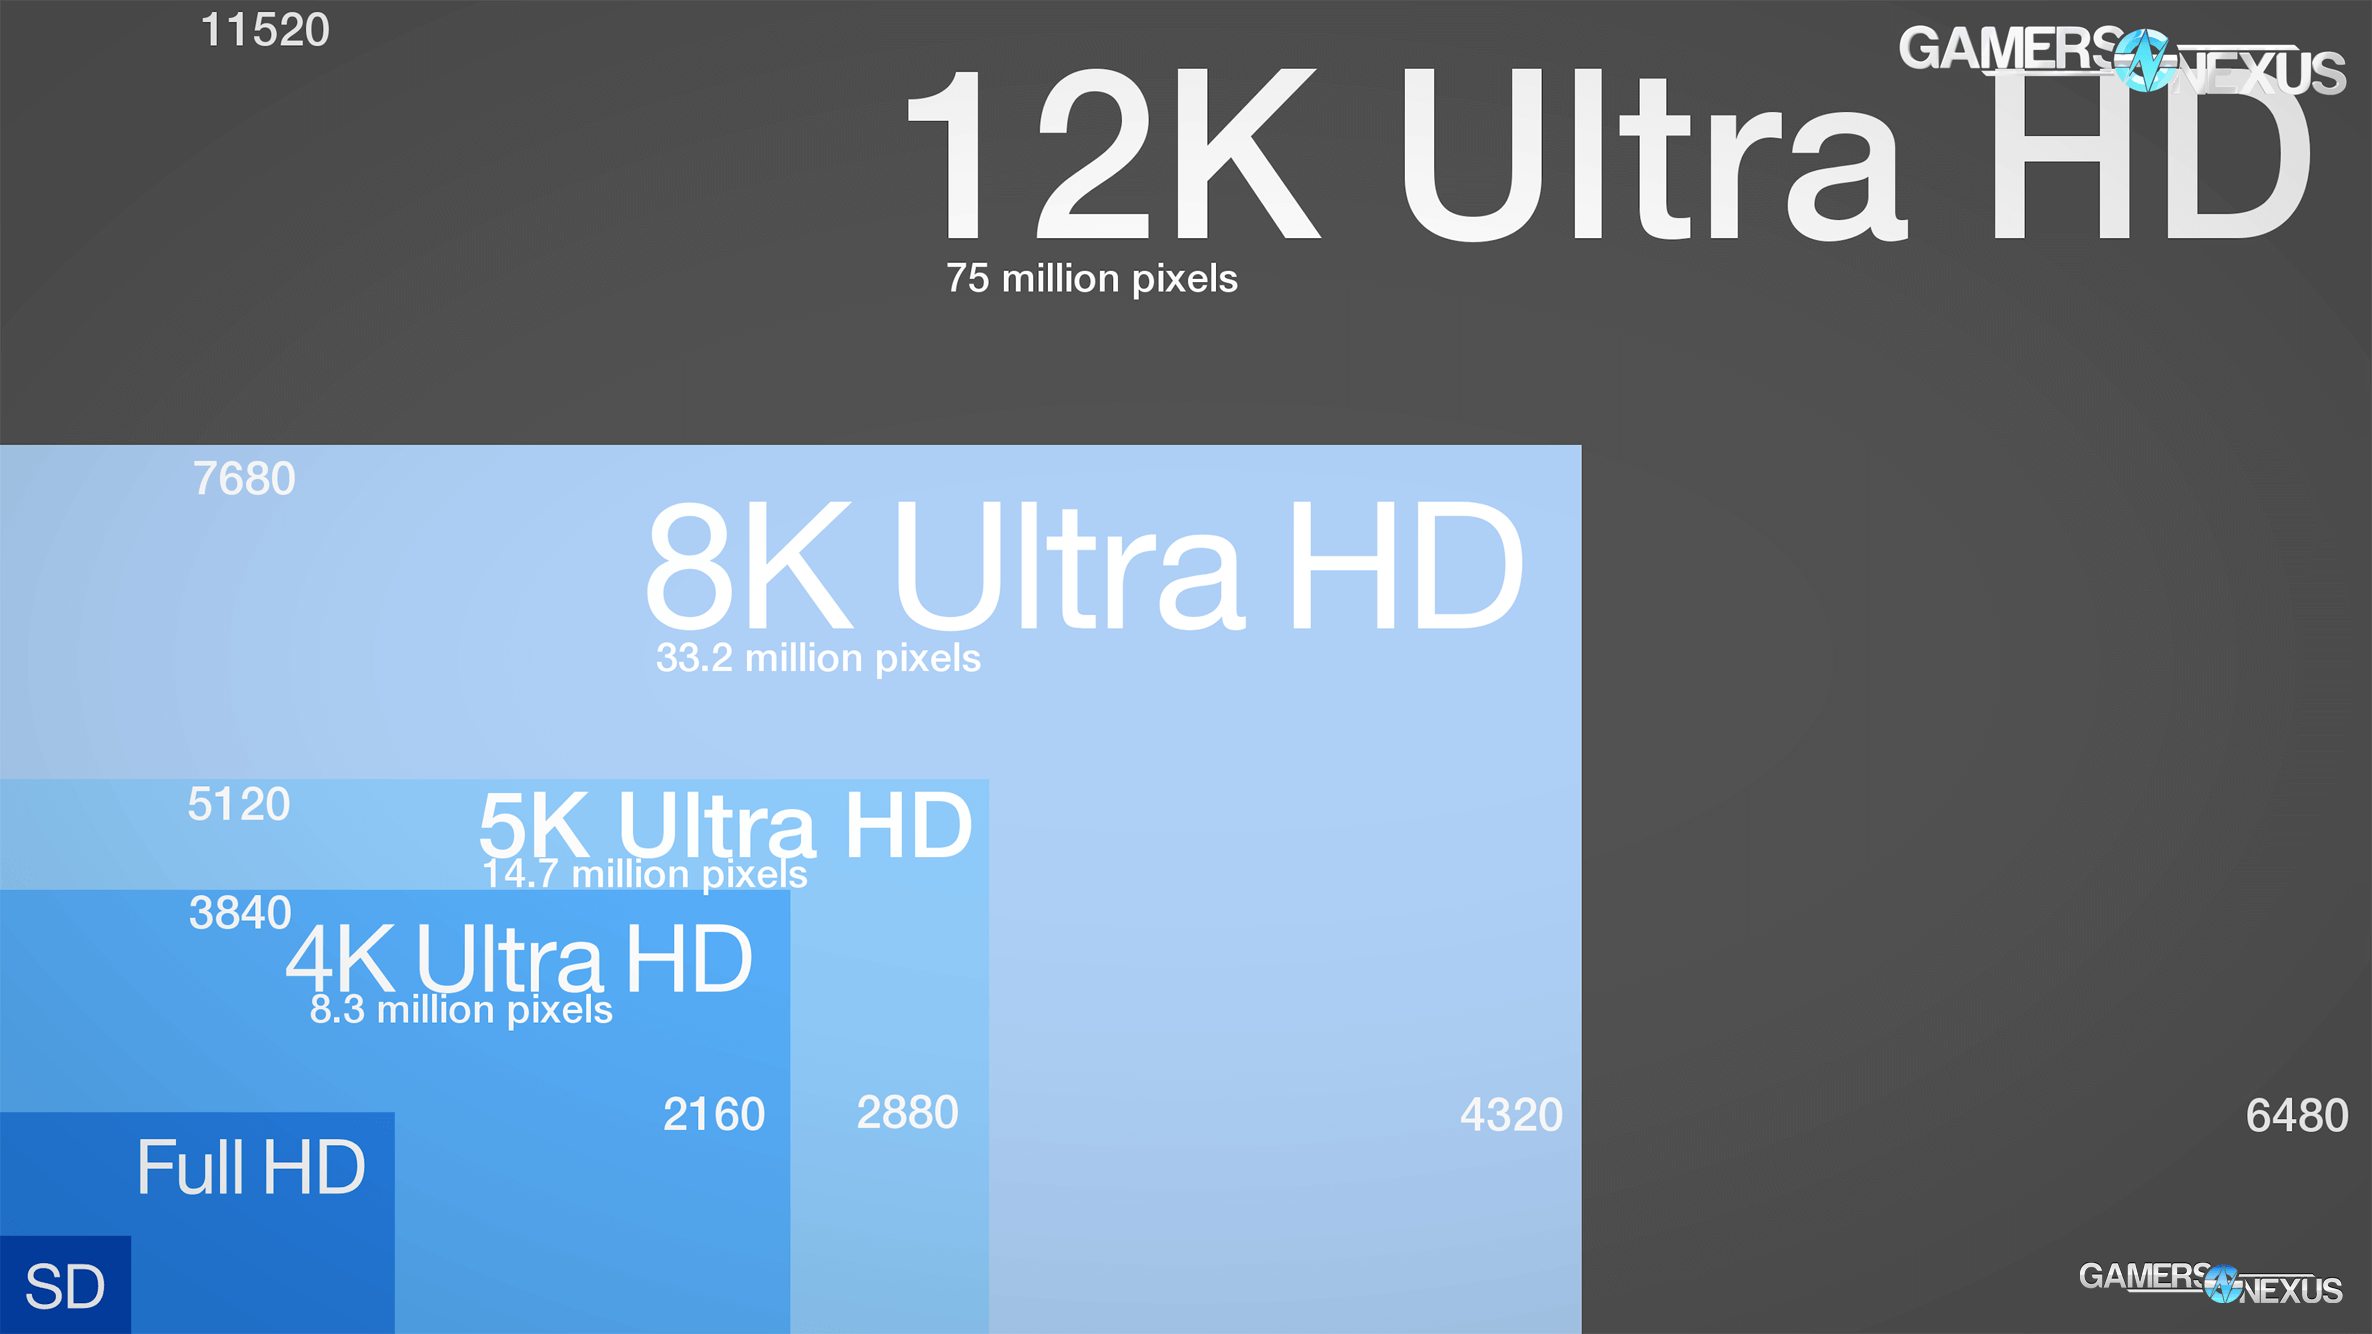 11520
GAMERS NEXUS
12K Ultra HD
75 million pixels
7680
8K Ultra HD
33.2 million pixels
5120
5K Ultra HD
14.7 million pixels
3840
4K Ultra HD
8.3 million pixels
2160
2880
4320
6480
Full HD
SD
GAMERS NEXUS